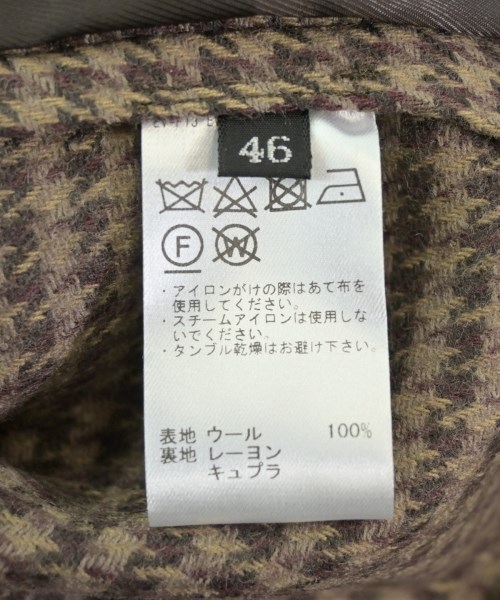 46
F
W
・アイロンがけの際はあて布を
使用してください。
・スチームアイロンは使用しな
いでください。
・タンブル乾燥はお避け下さい。
表地 ウール 100%
裏地 レーヨン
キュプラ